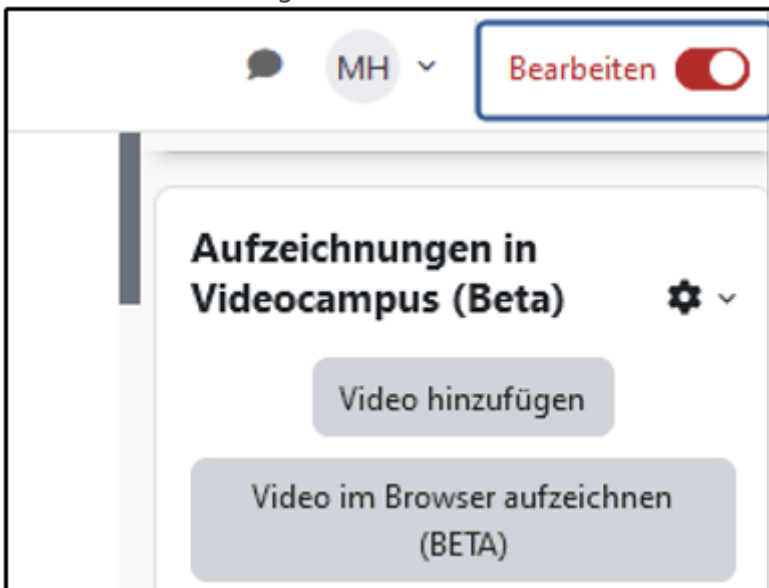 MH
Bearbeiten
Aufzeichnungen in
Videocampus (Beta)
Video hinzufügen
Video im Browser aufzeichnen
(BETA)